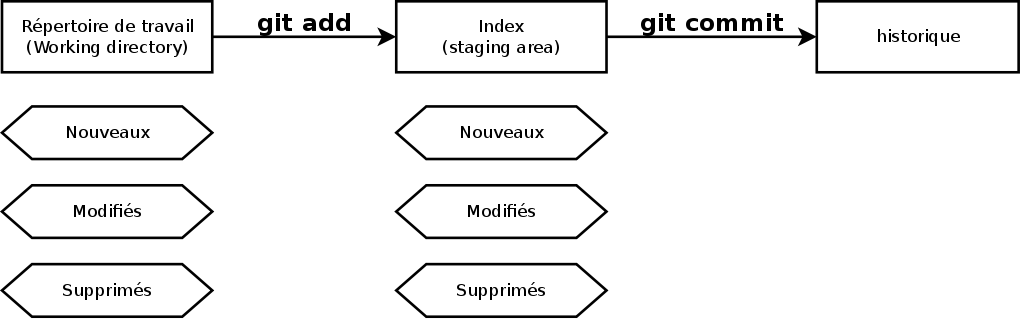 Répertoire de travail
(Working directory)
git add
Index
(staging area)
git commit
historique
Nouveaux
Nouveaux
Modifiés
Modifiés
Supprimés
Supprimés